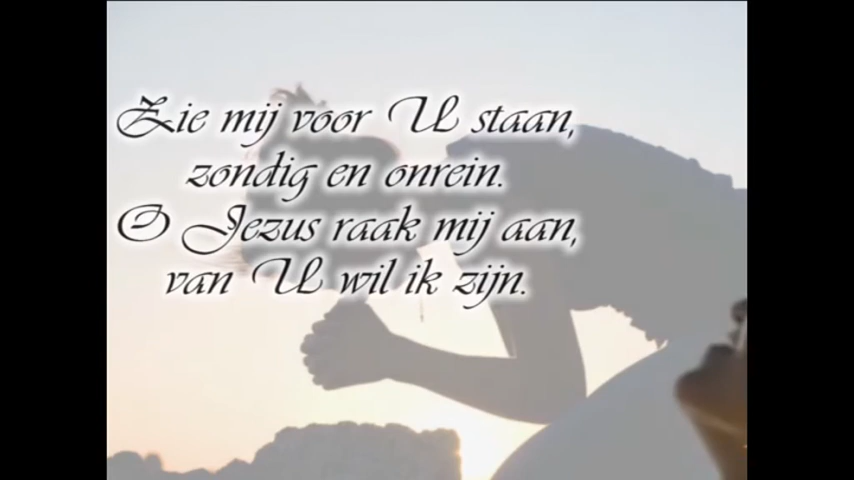 Zie mij voor U staan,
zondig en onrein.
O Jezus raak mij aan,
van U wil ik zijn.